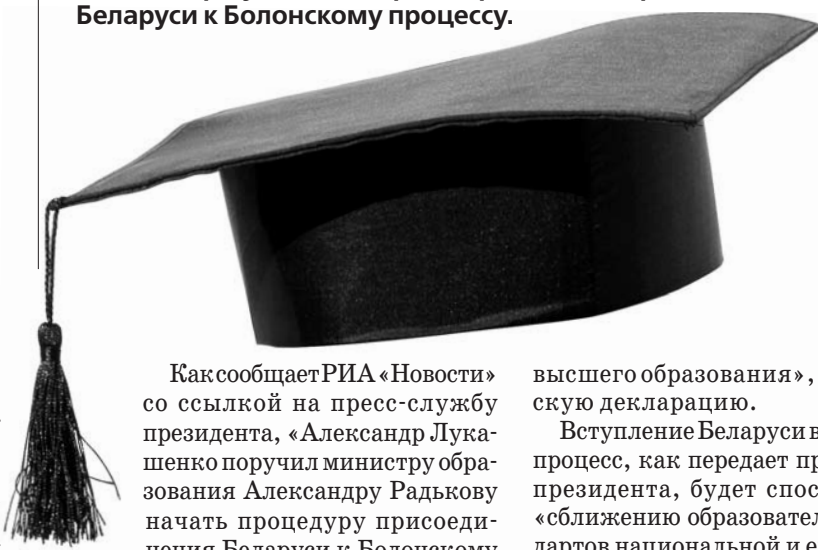 Беларуси к Болонскому процессу.
Как сообщает РИА «Новости»
со ссылкой на пресс-службу
президента, «Александр Лука-
шенко поручил министру обра-
зования Александру Радькову
начать процедуру присоеди-
нения Беларуси к Болонскому
высшего образования»,
скую декларацию.
Вступление Беларуси в
процесс, как передает
президента, будет
«сближению
национальной и